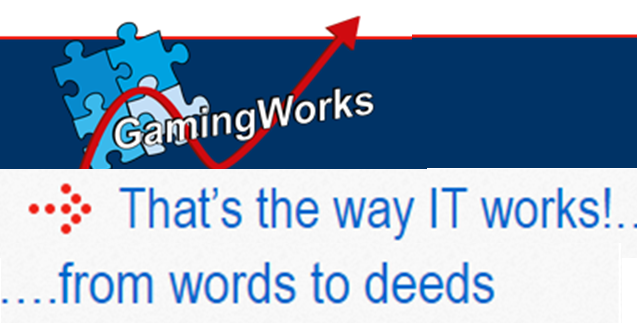 GamingWorks
That's the way IT works!..
....from words to deeds